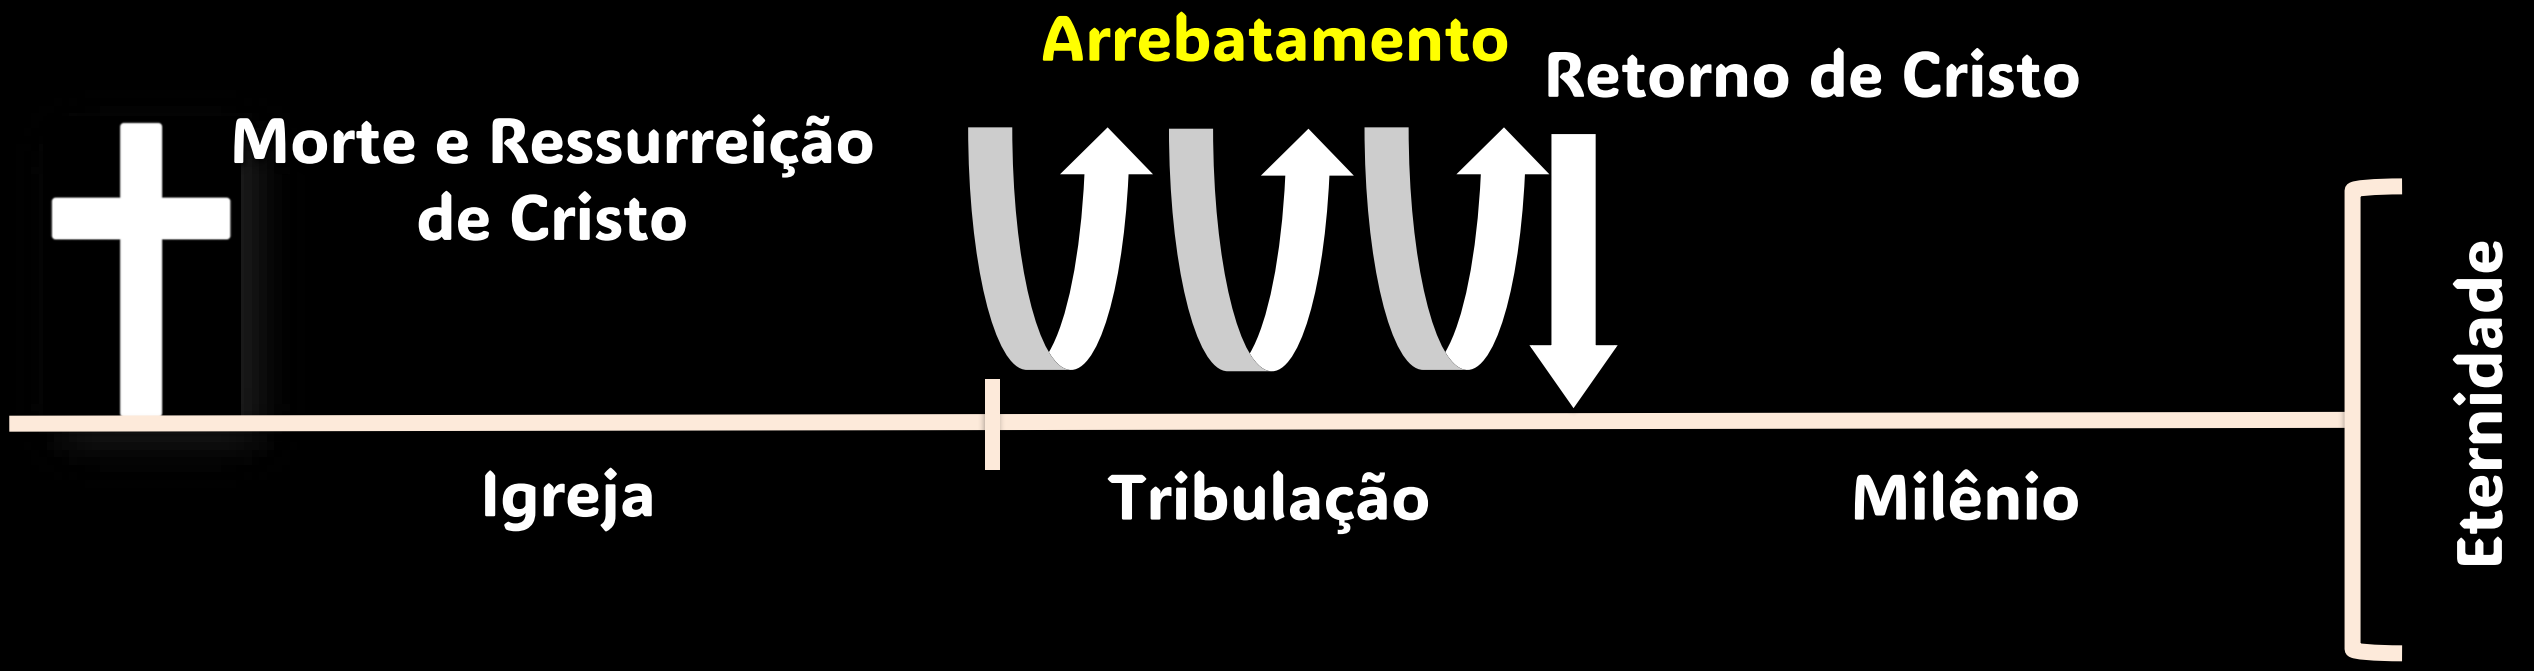 Arrebatamento
Retorno de Cristo
Morte e Ressurreição
de Cristo
Igreja
Tribulação
Milênio
Eternidade